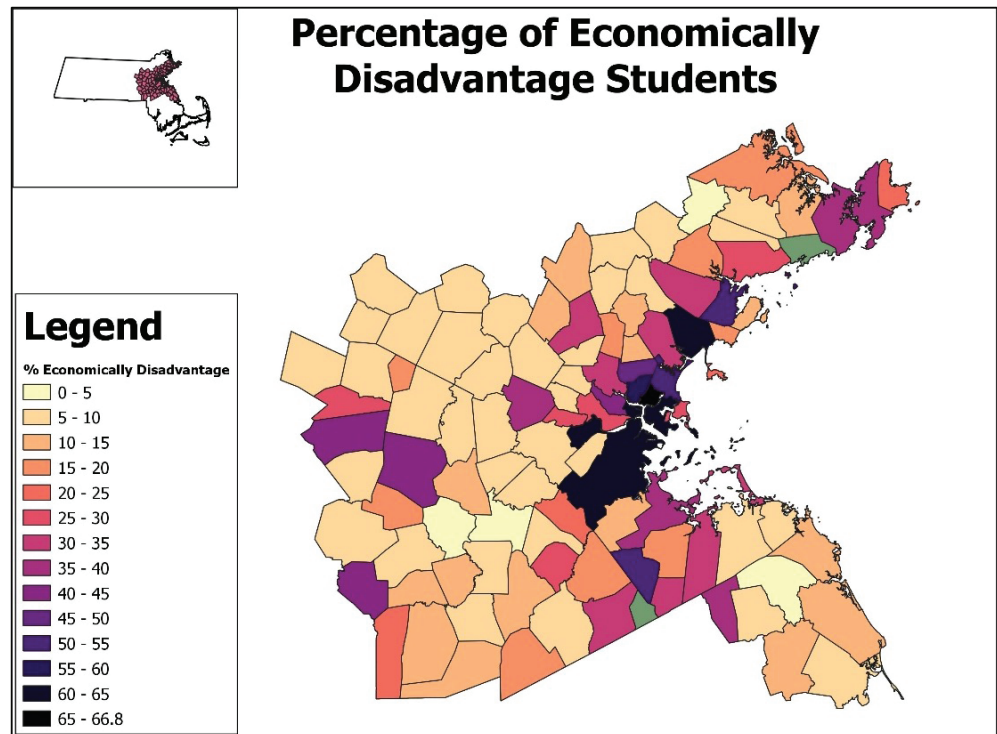 Percentage of Economically
Disadvantage Students
Legend
% Economically Disadvantage
0 - 5
5 - 10
10 - 15
15 - 20
20 - 25
25 - 30
30 - 35
35 - 40
40 - 45
45 - 50
50 - 55
55 - 60
60 - 65
65 - 66.8